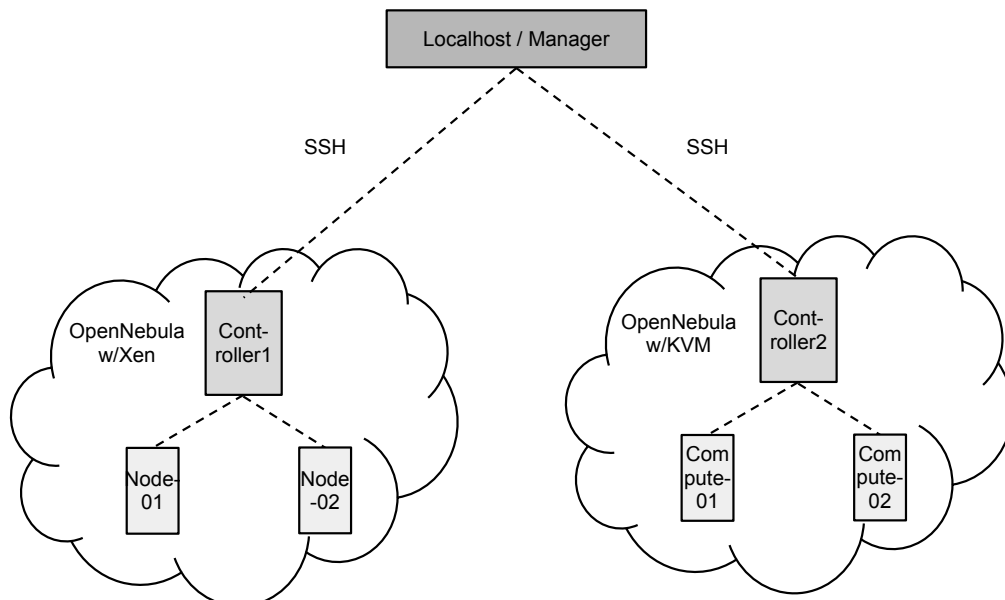 Localhost / Manager
SSH
SSH
OpenNebula
w/Xen
Cont-
roller1
OpenNebula
w/KVM
Cont-
roller2
Node-
01
Node
-02
Com
pute-
01
Com
pute-
02